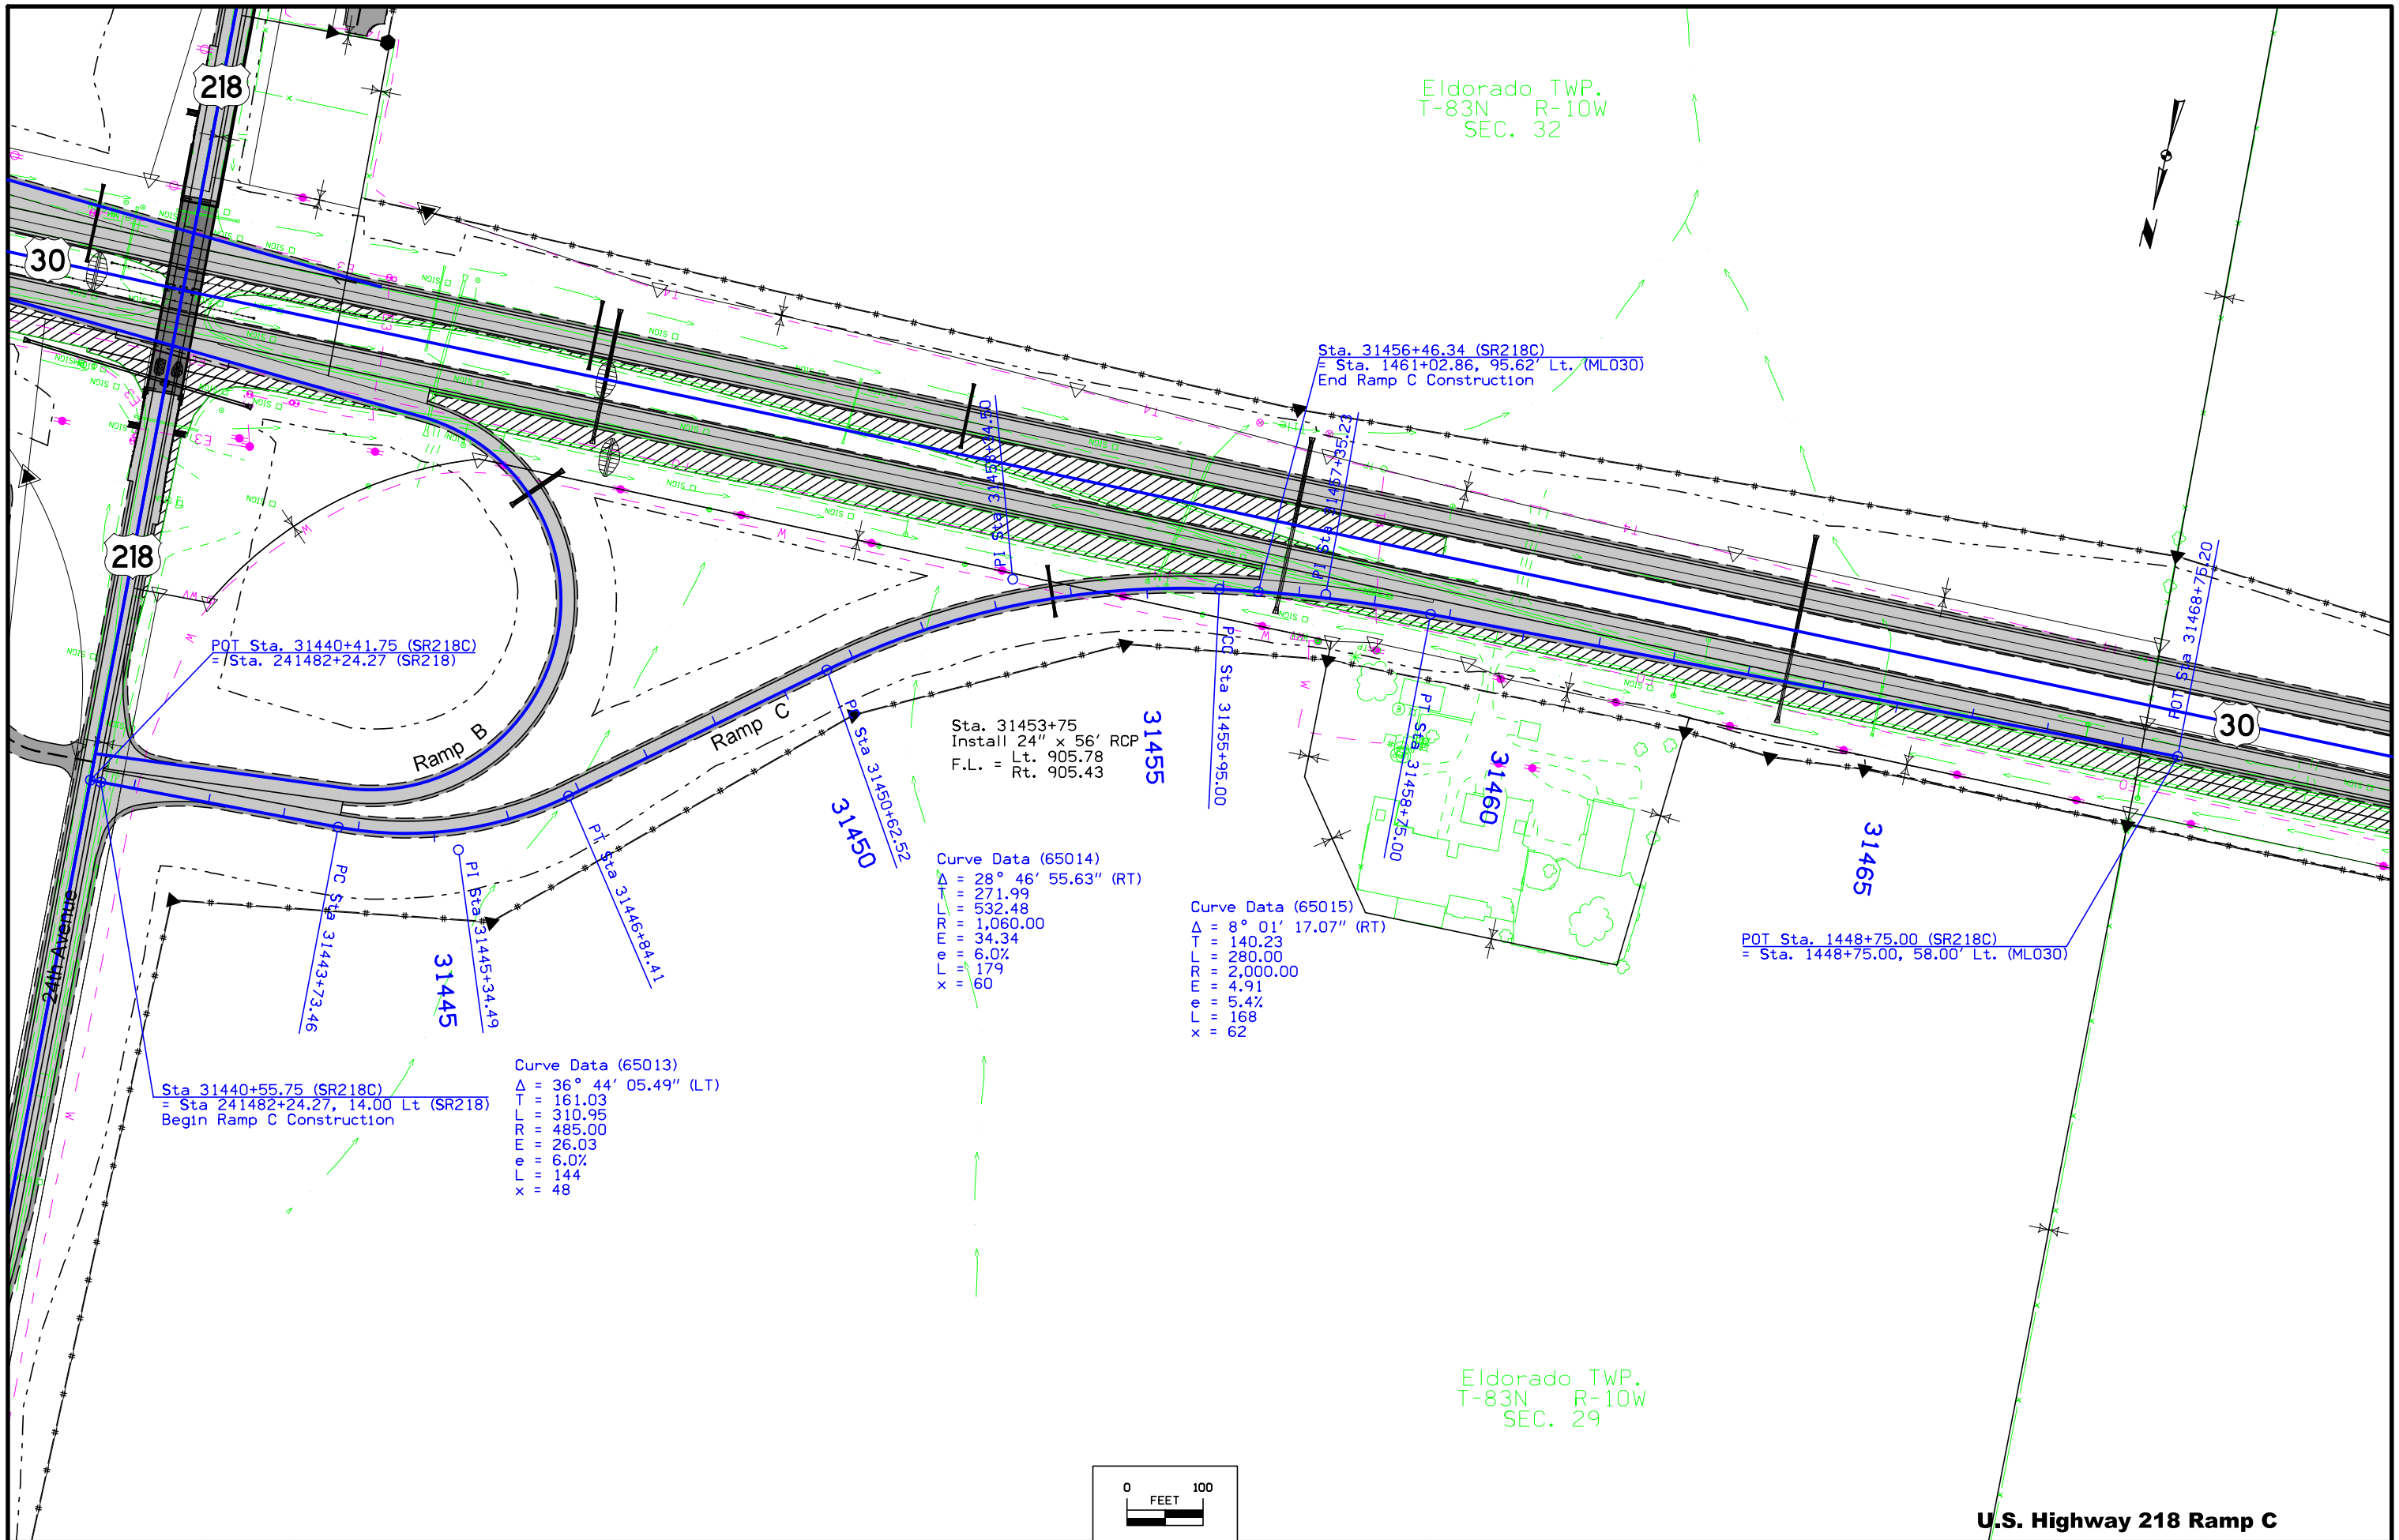 218
Eldorado TWP.
T-83N R-10W
SEC. 32
N
30
Sta. 31456+46.34 (SR218C)
= Sta. 1461+02.86, 95.62' Lt. (ML030)
End Ramp C Construction
PI Sta 31457+35.23
218
POT Sta. 31440+41.75 (SR218C)
= Sta. 241482+24.27 (SR218)
POT Sta 31468+75.20
30
Ramp B
Ramp C
Sta. 31453+75
Install 24" x 56' RCP
F.L. = Lt. 905.78
Rt. 905.43
PC Sta 31450+62.52
31450
31455
PCC Sta 31455+95.00
PT Sta 31458+75.00
31460
31465
24th Avenue
PC Sta 31443+73.46
31445
PI Sta 31445+34.49
PT Sta 31446+84.41
Curve Data (65014)
Δ = 28° 46' 55.63" (RT)
T = 271.99
L = 532.48
R = 1,060.00
E = 34.34
e = 6.0%
L = 179
x = 60
Curve Data (65015)
Δ = 8° 01' 17.07" (RT)
T = 140.23
L = 280.00
R = 2,000.00
E = 4.91
e = 5.4%
L = 168
x = 62
POT Sta. 1448+75.00 (SR218C)
= Sta. 1448+75.00, 58.00' Lt. (ML030)
Sta 31440+55.75 (SR218C)
= Sta 241482+24.27, 14.00 Lt (SR218)
Begin Ramp C Construction
Curve Data (65013)
Δ = 36° 44' 05.49" (LT)
T = 161.03
L = 310.95
R = 485.00
E = 26.03
e = 6.0%
L = 144
x = 48
Eldorado TWP.
T-83N R-10W
SEC. 29
0 100
FEET
U.S. Highway 218 Ramp C